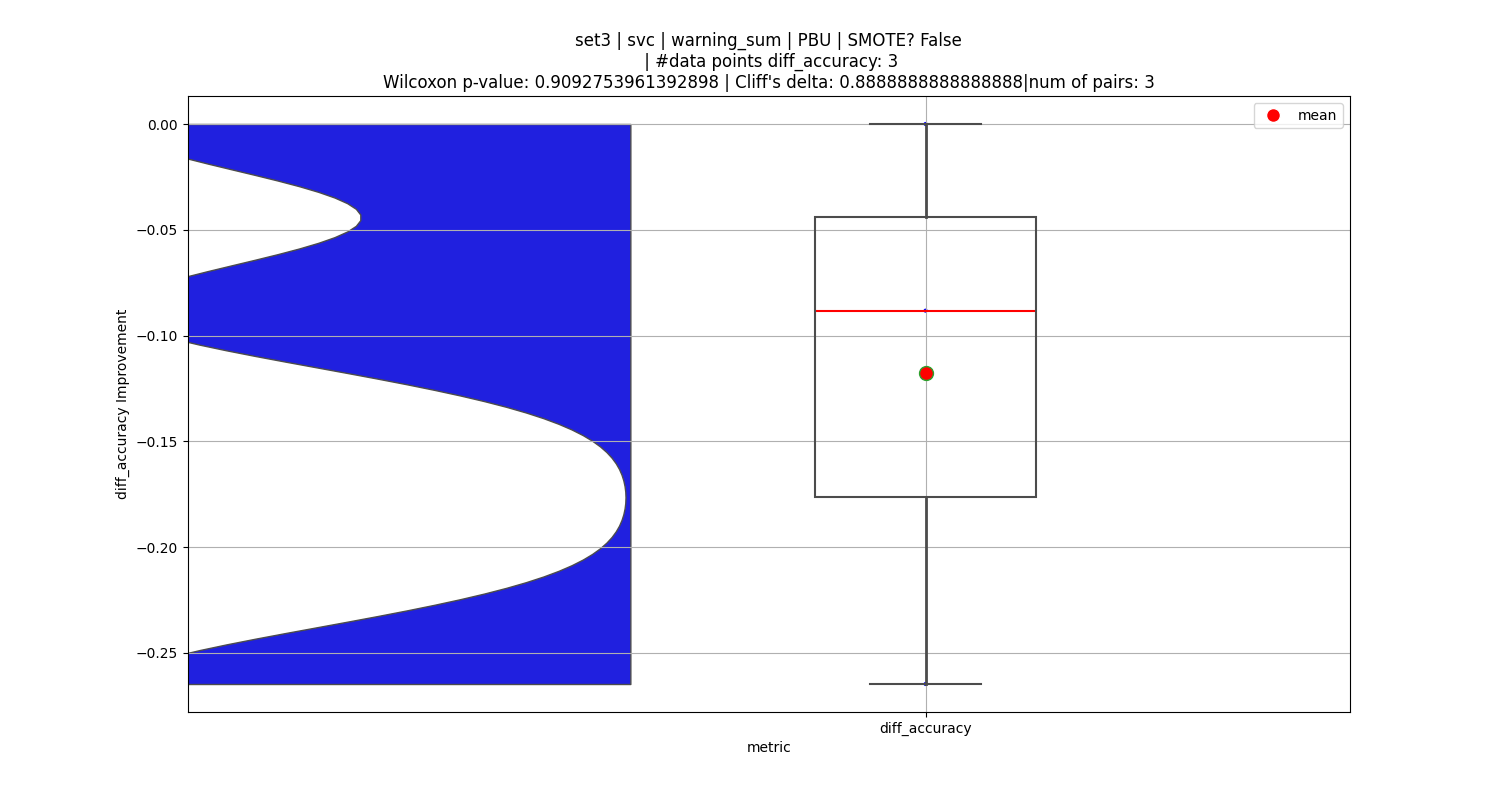 set3 | svc | warning_sum | PBU | SMOTE? False
| #data points diff_accuracy: 3
Wilcoxon p-value: 0.9092753961392898 | Cliff's delta: 0.8888888888888888|num of pairs: 3
mean
0.00
−0.05
−0.10
−0.15
−0.20
−0.25
diff_accuracy Improvement
diff_accuracy
metric